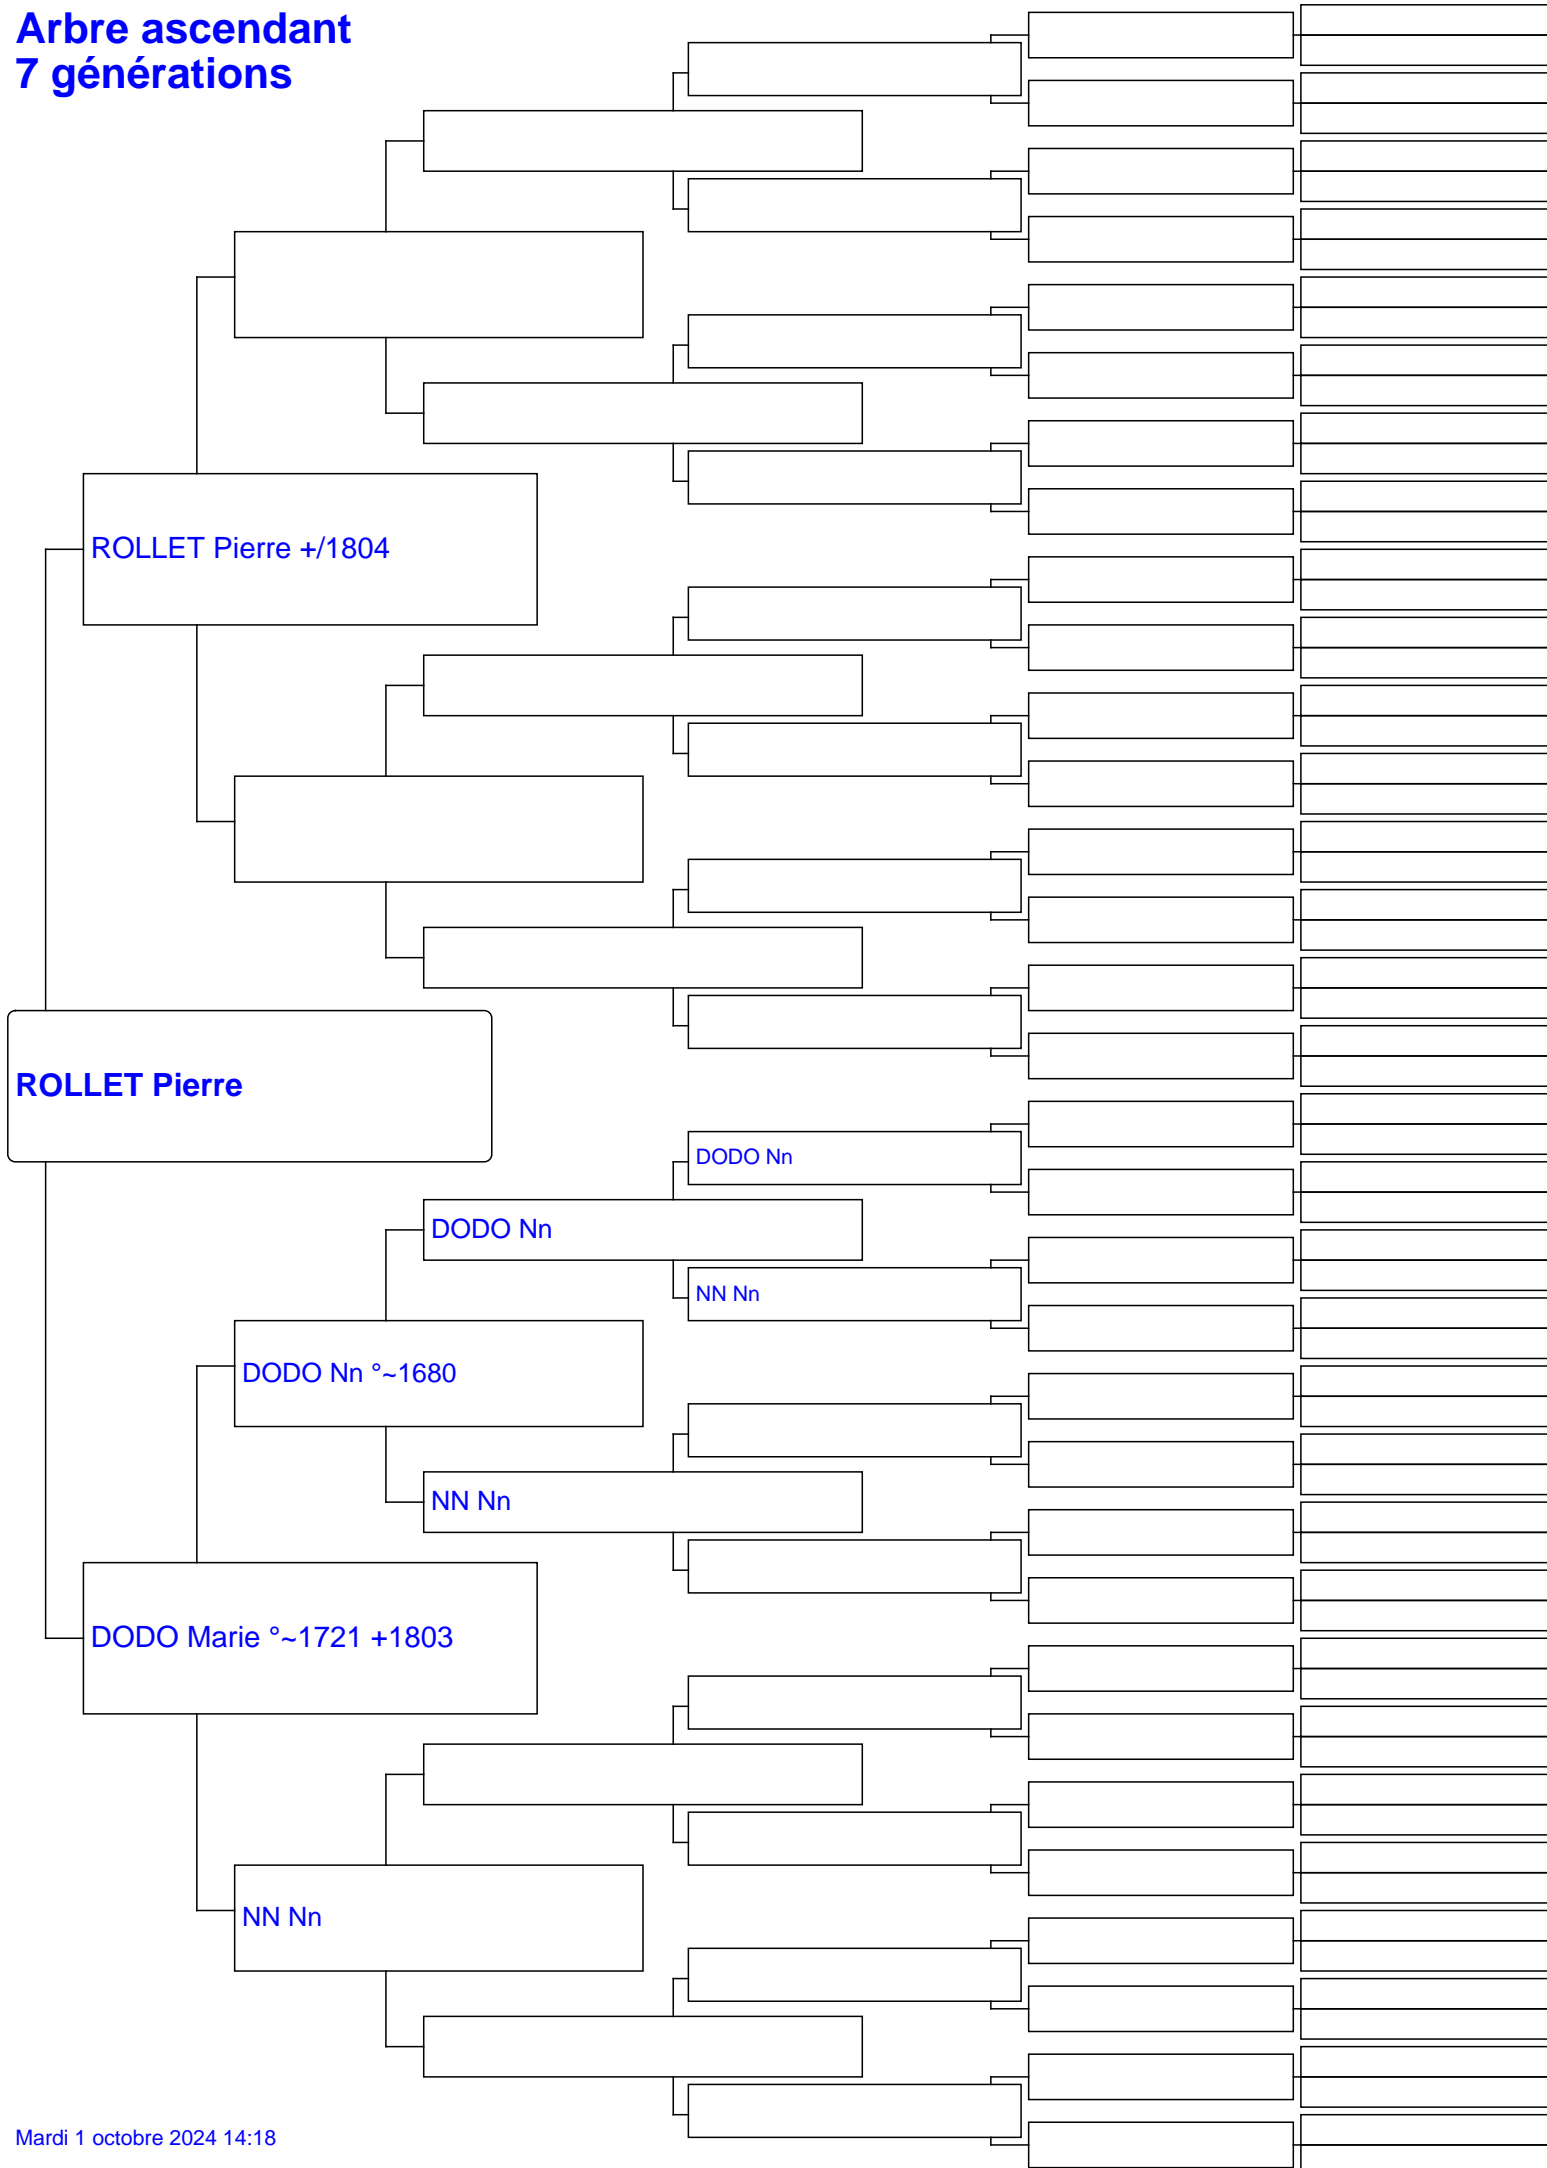 Arbre ascendant
7 générations
ROLLET Pierre +/1804
ROLLET Pierre
DODO Nn
DODO Nn
NN Nn
DODO Nn °~1680
NN Nn
DODO Marie °~1721 +1803
NN Nn
Mardi 1 octobre 2024 14:18